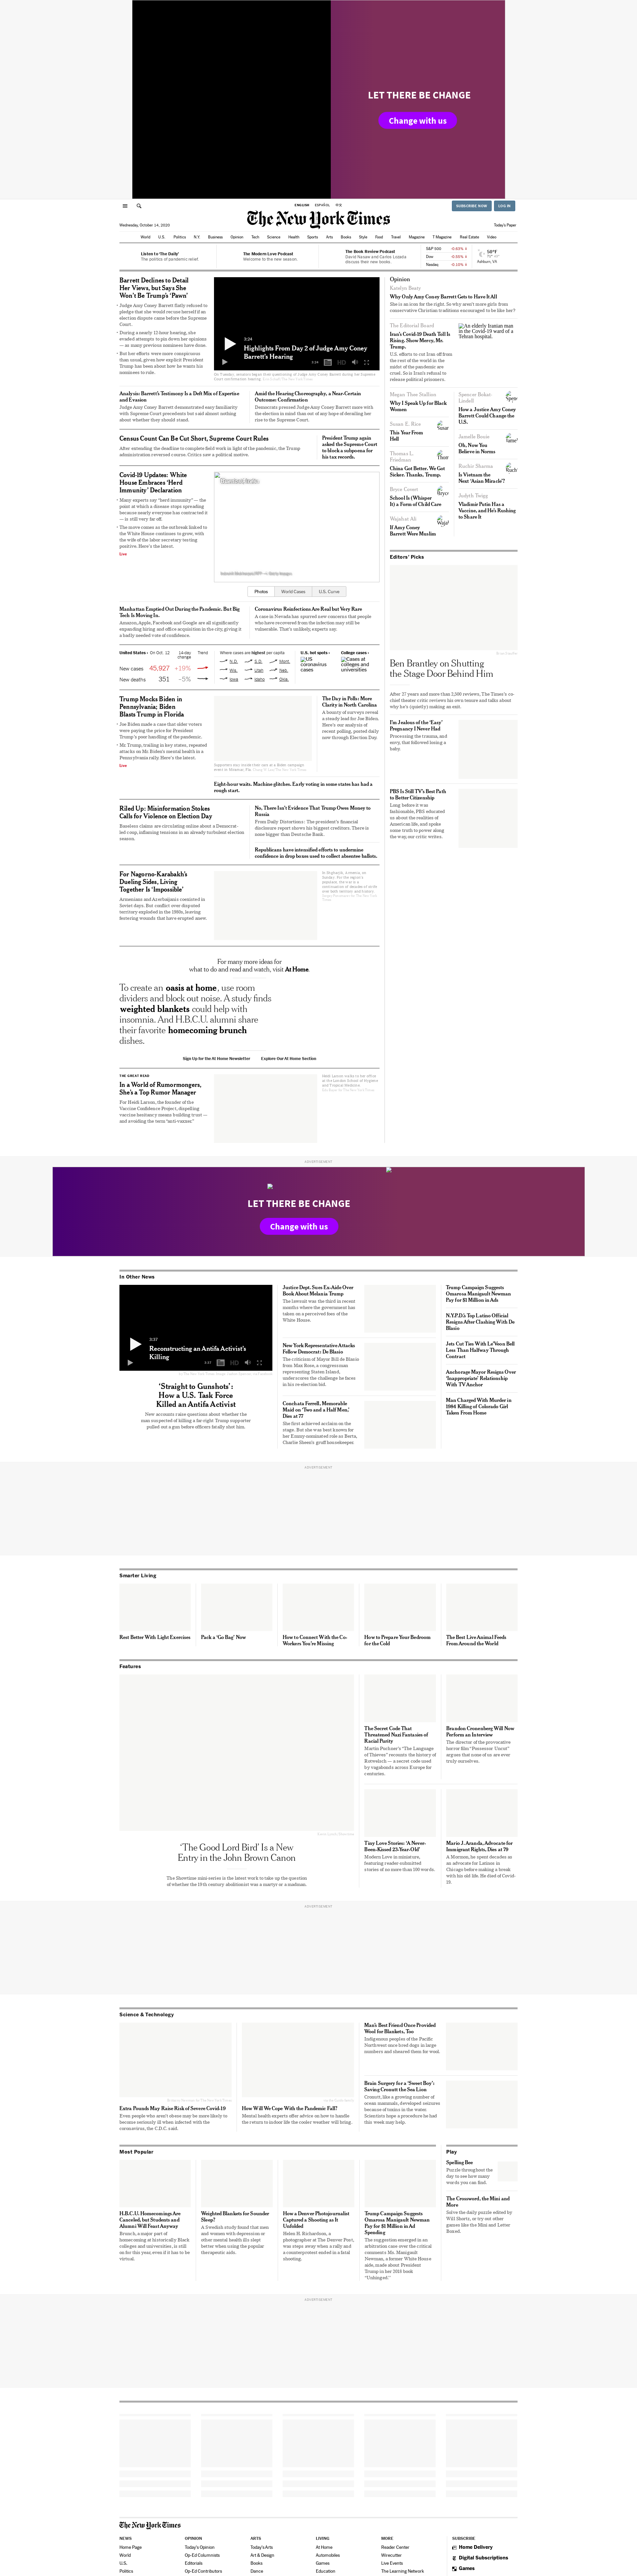 LET THERE BE CHANGE
Change with us
ENGLISH ESPAÑOL 中文
SUBSCRIBE NOW LOG IN
The New York Times
Wednesday, October 14, 2020
Today's Paper
World U.S. Politics N.Y. Business Opinion Tech Science Health Sports Arts Books Style Food Travel Magazine T Magazine Real Estate Video
Listen to 'The Daily'
The politics of pandemic relief.
The Modern Love Podcast
Welcome to the new season.
The Book Review Podcast
David Nasaw and Carlos Lozada
discuss their new books.
S&P 500 -0.63%
Dow -0.55%
Nasdaq -0.10%
Ashburn, VA
Barrett Declines to Detail
Her Views, but Says She
Won't Be Trump's 'Pawn'
Judge Amy Coney Barrett flatly refused to
pledge that she would recuse herself if an
election dispute came before the Supreme
Court.
During a nearly 12 hour hearing, she
evaded attempts to pin down her opinions
— in same manner as previous nominees.
But her efforts were more conspicuous
than usual, given how explicit President
Trump has been about how he wants his
nominees to rule.
3:24
Highlights From Day 2 of Judge Amy Coney
Barrett's Hearing
Analysis: Barrett's Testimony Is a Deft Mix of Expertise
and Evasion
Judge Amy Coney Barrett demonstrated easy familiarity
with Supreme Court precedents but said almost nothing
about whether they should stand.
Amid the Hearing Choreography, a Near-Certain
Outcome: Confirmation
Democrats pressed Judge Amy Coney Barrett more with
an election than with any hope of blocking her
rise to the Supreme Court.
Census Count Can Be Cut Short, Supreme Court Rules
After extending the deadline to complete field work in light of the pandemic, the Trump
administration reversed course. Critics alleged a political motive.
President Trump again
asked the Supreme Court
to block a subpoena for
his tax records.
Covid-19 Updates: White
House Embraces 'Herd
Immunity' Declaration
Many experts say "herd immunity" — the
point at which a disease stops spreading
because nearly everyone has contracted it
— is still very far off.
The move comes as the outbreak linked to
the White House continues to grow, with
the wife of the labor secretary testing
positive. Here's the latest.
Live
Photos World Cases U.S. Curve
Manhattan Emptied Out During the Pandemic. But Big
Tech Is Moving In.
Amazon, Apple, Facebook and Google are all significantly
expanding and hiring office space and workers in the city, giving it
a badly needed economic lift.
Coronavirus Reinfections Are Real but Very Rare
A case in Nevada has sparked new concerns that people
who have recovered from the infection may still be
vulnerable. That's unlikely, experts say.
United States › On Oct. 12 14-day change Trend
New cases 45,927 +19%
New deaths 351 -5%
Where cases are highest per capita
N.D. S.D. Mont.
Wis. Utah Neb.
Iowa Idaho Okla.
U.S. hot spots ›
US coronavirus cases
College cases ›
Cases at colleges and universities
Trump Mocks Biden in
Pennsylvania; Biden
Blasts Trump in Florida
Joe Biden made a case that older voters
were paying the price for President
Trump's poor handling of the pandemic.
Mr. Trump, trailing in key states, repeated
attacks on Mr. Biden's mental health in a
Pennsylvania rally. Here's the latest.
Live
The Day in Polls: More
Clarity in North Carolina
A bounty of surveys reveal
a steady lead for Joe Biden.
Here's our analysis of
recent polling, posted daily
now through Election Day.
Eight-hour waits. Machine glitches. Early voting in some states has had a
rough start.
Riled Up: Misinformation Stokes
Calls for Violence on Election Day
Baseless claims are circulating online about a Democrat-
led coup, inflaming tensions in an already turbulent election
season.
No, There Isn't Evidence That Trump Owes Money to
Russia
From Daily Distortions: The president's financial
disclosure report shows his biggest creditors. There is
some bigger than Deutsche Bank.
Republicans have intensified efforts to undermine
confidence in drop boxes used to collect absentee ballots.
For Nagorno-Karabakh's
Dueling Sides, Living
Together Is 'Impossible'
Armenians and Azerbaijanis coexisted in
Soviet days. But conflict over disputed
territory exploded in the 1980s, leaving
festering wounds that have erupted anew.
For many more ideas for
what to do and read and watch, visit At Home.
To create an oasis at home, use room
dividers and block out noise. A study finds
weighted blankets could help with
insomnia. And H.B.C.U. alumni share
their favorite homecoming brunch
dishes.
Sign Up for the At Home Newsletter Explore Our At Home Section
THE GREAT READ
In a World of Rumormongers,
She's a Top Rumor Manager
For Heidi Larson, the founder of the
Vaccine Confidence Project, dispelling
vaccine hesitancy means building trust —
and avoiding the term "anti-vaxxer."
Opinion
Katelyn Beaty
Why Only Amy Coney Barrett Gets to Have It All
She is an icon for the right. So why aren't more girls from
conservative Christian traditions encouraged to be like her?
The Editorial Board
Iran's Covid-19 Death Toll Is
Rising. Show Mercy, Mr.
Trump.
U.S. efforts to cut Iran off from
the world in the midst of the
pandemic are
cruel. So is Iran's refusal to
release political prisoners.
An elderly Iranian man in the Covid-19 ward of a Tehran hospital.
Megan Thee Stallion
Why I Speak Up for Black
Women
Susan E. Rice
This Year From
Hell
Thomas L.
Friedman
China Got Better. We Got
Sicker. Thanks, Trump.
Bryce Covert
School Is (Whisper
It) a Form of Child Care
Wajahat Ali
If Amy Coney
Barrett Were Muslim
Spencer Bokat-
Lindell
How a Justice Amy Coney
Barrett Could Change the
U.S.
Jamelle Bouie
Oh, Now You
Believe in Norms
Ruchir Sharma
Is Vietnam the
Next 'Asian Miracle'?
Judyth Twigg
Vladimir Putin Has a
Vaccine, and He's Rushing
to Share It
Editors' Picks
Ben Brantley on Shutting
the Stage Door Behind Him
After 27 years and more than 2,500 reviews, The Times's co-
chief theater critic reviews his own tenure and talks about
why he's (quietly) making an exit.
I'm Jealous of the 'Easy'
Pregnancy I Never Had
Processing the trauma, and
envy, that followed having a
baby.
PBS Is Still TV's Best Path
to Better Citizenship
Long before it was
fashionable, PBS educated
us about the realities of
American life, and spoke
some truth to power along
the way, our critic writes.
ADVERTISEMENT
LET THERE BE CHANGE
Change with us
In Other News
0:37
Reconstructing an Antifa Activist's
Killing
'Straight to Gunshots':
How a U.S. Task Force
Killed an Antifa Activist
New accounts raise questions about whether the
man suspected of killing a far-right Trump supporter
pulled out a gun before officers fatally shot him.
Justice Dept. Sues Ex-Aide Over
Book About Melania Trump
The lawsuit was the third in recent
months where the government has
taken on a perceived foes of the
White House.
New York Representative Attacks
Fellow Democrat: De Blasio
The criticism of Mayor Bill de Blasio
from Max Rose, a congressman
representing Staten Island,
underscores the challenge he faces
in his re-election bid.
Conchata Ferrell, Memorable
Maid on 'Two and a Half Men,'
Dies at 77
She first achieved acclaim on the
stage. But she was best known for
her Emmy-nominated role as Berta,
Charlie Sheen's gruff housekeeper.
Trump Campaign Suggests
Omarosa Manigault Newman
Pay for $1 Million in Ads
N.Y.P.D.'s Top Latino Official
Resigns After Clashing With De
Blasio
Jets Cut Ties With Le'Veon Bell
Less Than Halfway Through
Contract
Anchorage Mayor Resigns Over
'Inappropriate' Relationship
With TV Anchor
Man Charged With Murder in
1984 Killing of Colorado Girl
Taken From Home
ADVERTISEMENT
Smarter Living
Rest Better With Light Exercises
Pack a 'Go Bag' Now
How to Connect With the Co-
Workers You're Missing
How to Prepare Your Bedroom
for the Cold
The Best Live Animal Feeds
From Around the World
Features
'The Good Lord Bird' Is a New
Entry in the John Brown Canon
The Showtime mini-series is the latest work to take up the question
of whether the 19th century abolitionist was a martyr or a madman.
The Secret Code That
Threatened Nazi Fantasies of
Racial Purity
Martin Puchner's "The Language
of Thieves" recounts the history of
Rotwelsch — a secret code used
by vagabonds across Europe for
centuries.
Brandon Cronenberg Will Now
Perform an Interview
The director of the provocative
horror film "Possessor Uncut"
argues that some of us are over
truly ourselves.
Tiny Love Stories: 'A Never-
Been-Kissed 23-Year-Old'
Modern Love in miniature,
featuring reader-submitted
stories of no more than 100 words.
Mario J. Aranda, Advocate for
Immigrant Rights, Dies at 79
A Morocan, he spent decades as
an advocate for Latinos in
Chicago before making a break
with his old life. He died of Covid-
19.
ADVERTISEMENT
Science & Technology
Extra Pounds May Raise Risk of Severe Covid-19
Even people who aren't obese may be more likely to
become seriously ill when infected with the
coronavirus, the C.D.C. said.
How Will We Cope With the Pandemic Fall?
Mental health experts offer advice on how to handle
the return to indoor life the cooler weather will bring.
Man's Best Friend Once Provided
Wool for Blankets, Too
Indigenous peoples of the Pacific
Northwest once bred dogs in large
numbers and sheared them for wool.
Brain Surgery for a 'Sweet Boy':
Saving Cronutt the Sea Lion
Cronutt, like a growing number of
ocean mammals, developed seizures
because of toxins in the water.
Scientists hope a procedure he had
this week may help.
Most Popular
H.B.C.U. Homecomings Are
Canceled, but Students and
Alumni Will Feast Anyway
Brunch, a major part of
homecoming at historically Black
colleges and universities, is still
on for this year, even if it has to be
virtual.
Weighted Blankets for Sounder
Sleep?
A Swedish study found that men
and women with depression or
other mental health ills slept
better when using the popular
therapeutic aids.
How a Denver Photojournalist
Captured a Shooting as It
Unfolded
Helen H. Richardson, a
photographer at The Denver Post,
was steps away when a rally and
a counterprotest ended in a fatal
shooting.
Trump Campaign Suggests
Omarosa Manigault Newman
Pay for $1 Million in Ad
Spending
The suggestion emerged in an
arbitration case over the critical
comments Ms. Manigault
Newman, a former White House
aide, made about President
Trump in her 2018 book
"Unhinged."
Play
Spelling Bee
Puzzle throughout the
day to see how many
words you can find.
The Crossword, the Mini and
More
Solve the daily puzzle edited by
Will Shortz, or try out other
games like the Mini and Letter
Boxed.
ADVERTISEMENT
The New York Times
NEWS
Home Page
World
U.S.
Politics
OPINION
Today's Opinion
Op-Ed Columnists
Editorials
Op-Ed Contributors
ARTS
Today's Arts
Art & Design
Books
Dance
LIVING
At Home
Automobiles
Games
Education
MORE
Reader Center
Wirecutter
Live Events
The Learning Network
SUBSCRIBE
Home Delivery
Digital Subscriptions
Games